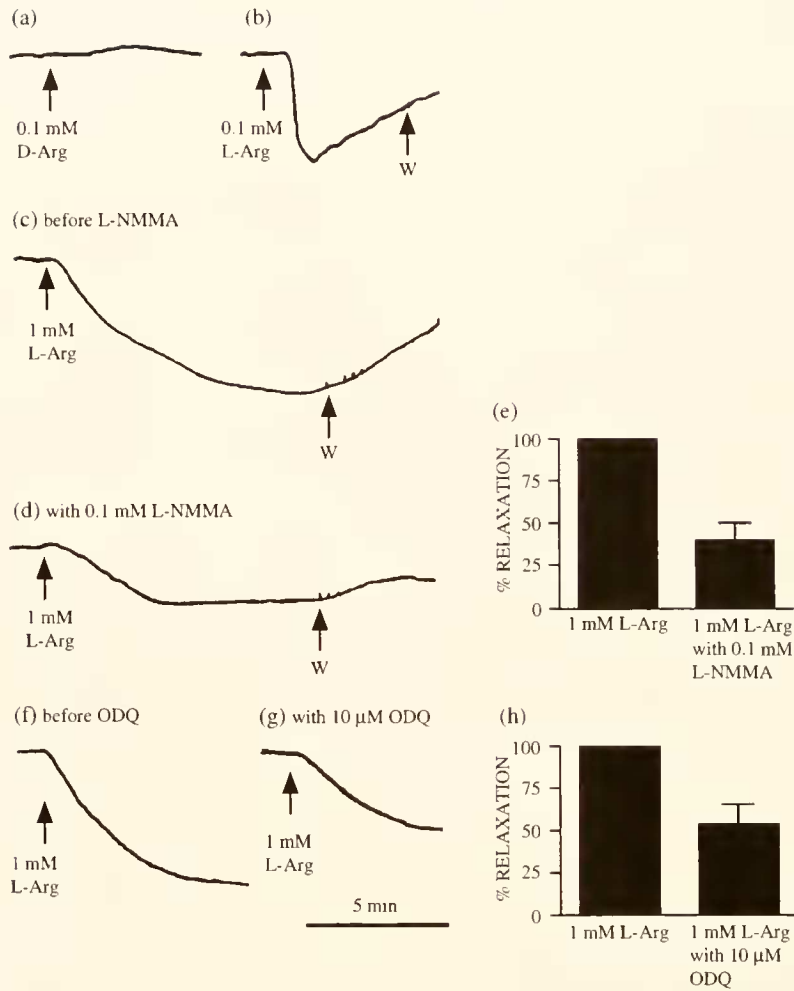 (a)
(b)
0.1 mM
D-Arg
0.1 mM
L-Arg
W
(c) before L-NMMA
1 mM
L-Arg
W
(d) with 0.1 mM L-NMMA
1 mM
L-Arg
W
(e)
% RELAXATION
100
75
50
25
0
1 mM L-Arg
1 mM L-Arg
with 0.1 mM
L-NMMA
(f) before ODQ
1 mM
L-Arg
(g) with 10 µM ODQ
1 mM
L-Arg
5 min
(h)
% RELAXATION
100
75
50
25
0
1 mM L-Arg
1 mM L-Arg
with 10 µM
ODQ